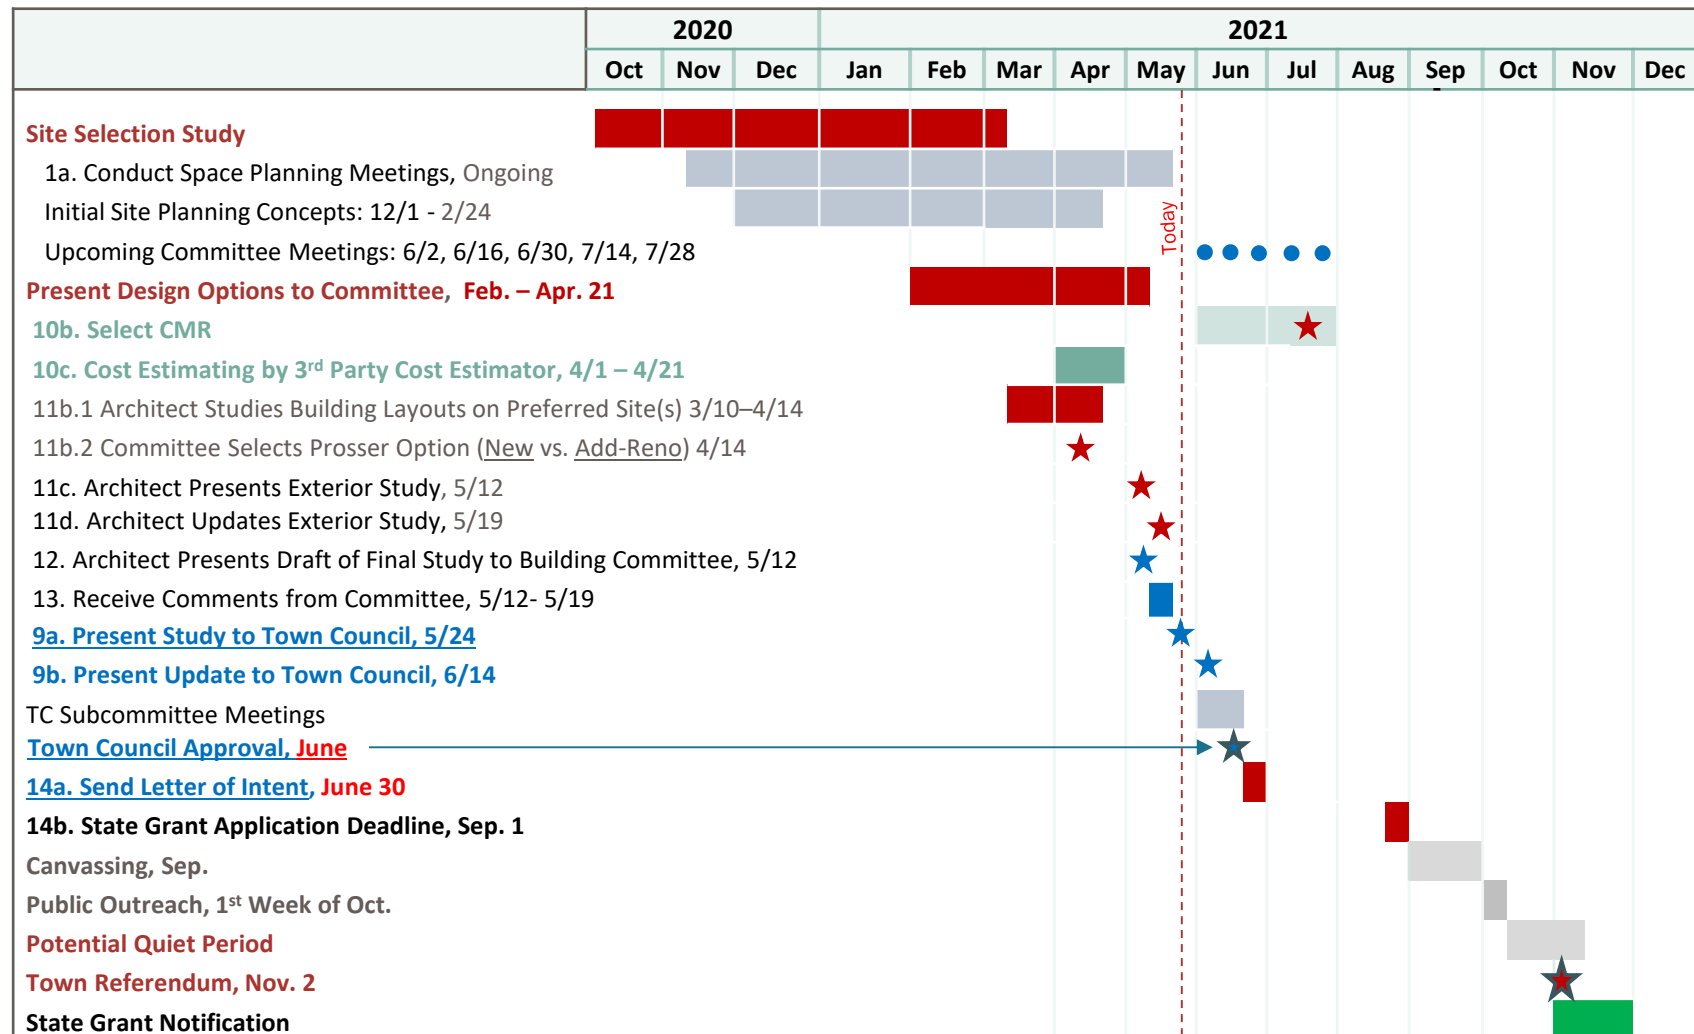 2020 2021
Oct Nov Dec Jan Feb Mar Apr May Jun Jul Aug Sep Oct Nov Dec
Site Selection Study
1a. Conduct Space Planning Meetings, Ongoing
Initial Site Planning Concepts: 12/1 - 2/24
Today
Upcoming Committee Meetings: 6/2, 6/16, 6/30, 7/14, 7/28
Present Design Options to Committee, Feb. – Apr. 21
10b. Select CMR
10c. Cost Estimating by 3rd Party Cost Estimator, 4/1 – 4/21
11b.1 Architect Studies Building Layouts on Preferred Site(s) 3/10–4/14
11b.2 Committee Selects Prosser Option (New vs. Add-Reno) 4/14
11c. Architect Presents Exterior Study, 5/12
11d. Architect Updates Exterior Study, 5/19
12. Architect Presents Draft of Final Study to Building Committee, 5/12
13. Receive Comments from Committee, 5/12- 5/19
9a. Present Study to Town Council, 5/24
9b. Present Update to Town Council, 6/14
TC Subcommittee Meetings
Town Council Approval, June
14a. Send Letter of Intent, June 30
14b. State Grant Application Deadline, Sep. 1
Canvassing, Sep.
Public Outreach, 1st Week of Oct.
Potential Quiet Period
Town Referendum, Nov. 2
State Grant Notification